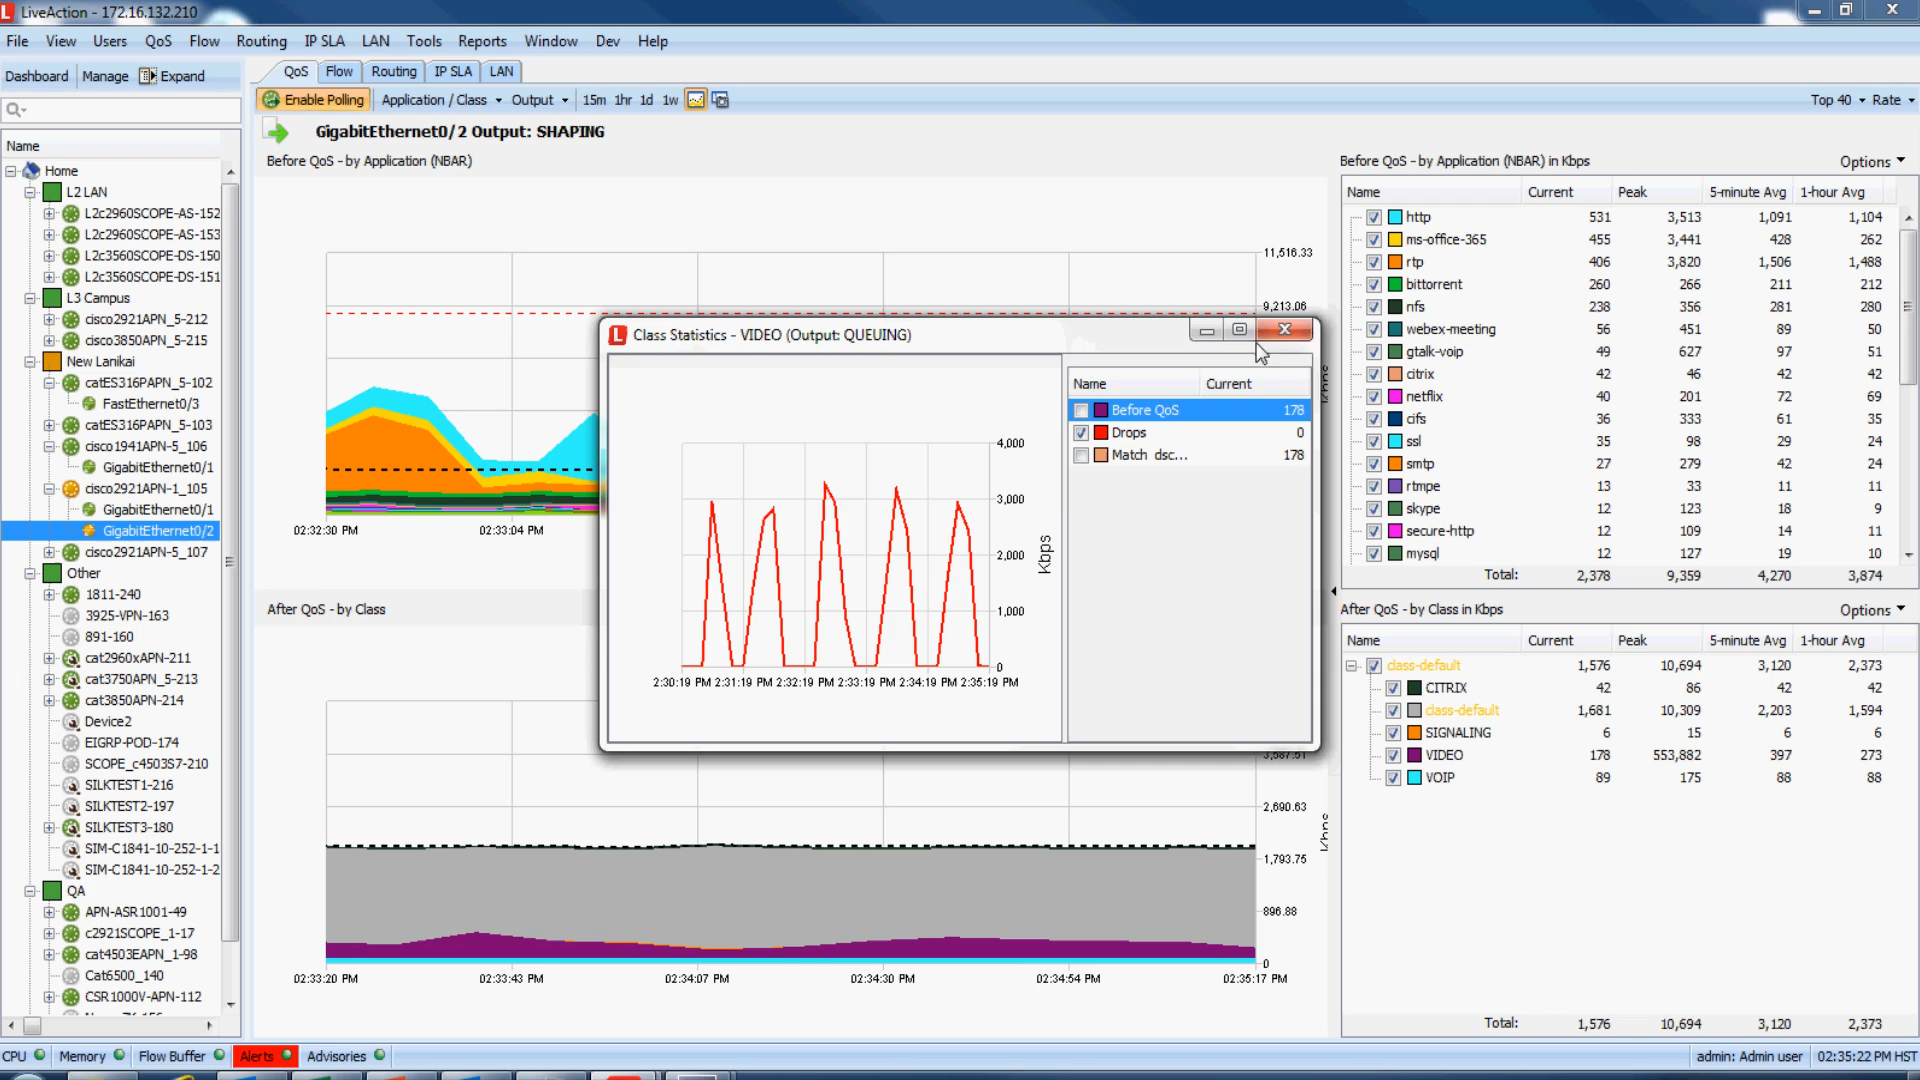 LiveAction - 172.16.132.210
File View Users QoS Flow Routing IP SLA LAN Tools Reports Window Dev Help
Dashboard Manage Expand
QoS Flow Routing IP SLA LAN
Enable Polling Application / Class Output 15m 1hr 1d 1w
Top 40 Rate
GigabitEthernet0/2 Output: SHAPING
Name
Home
L2 LAN
L2c2960SCOPE-AS-152
L2c2960SCOPE-AS-153
L2c3560SCOPE-DS-150
L2c3560SCOPE-DS-151
L3 Campus
cisco2921APN_5-212
cisco3850APN_5-215
New Lanikai
catES316PAPN_5-102
FastEthernet0/3
catES316PAPN_5-103
cisco1941APN-5_106
GigabitEthernet0/1
cisco2921APN-1_105
GigabitEthernet0/1
GigabitEthernet0/2
cisco2921APN-5_107
Other
1811-240
3925-VPN-163
891-160
cat2960xAPN-211
cat3750APN_5-213
cat3850APN-214
Device2
EIGRP-POD-174
SCOPE_c4503S7-210
SILKTEST1-216
SILKTEST2-197
SILKTEST3-180
SIM-C1841-10-252-1-1
SIM-C1841-10-252-1-2
QA
APN-ASR1001-49
c2921SCOPE_1-17
cat4503EAPN_1-98
Cat6500_140
CSR1000V-APN-112
Before QoS - by Application (NBAR)
11,516.33
9,213.06
02:32:30 PM 02:33:04 PM
Class Statistics - VIDEO (Output: QUEUING)
4,000
3,000
2,000
1,000
0
Kbps
2:30:19 PM 2:31:19 PM 2:32:19 PM 2:33:19 PM 2:34:19 PM 2:35:19 PM
Name Current
Before QoS 178
Drops 0
Match dsc... 178
After QoS - by Class
2,690.63
1,793.75
896.88
0
02:33:20 PM 02:33:43 PM 02:34:07 PM 02:34:30 PM 02:34:54 PM 02:35:17 PM
Before QoS - by Application (NBAR) in Kbps Options
Name Current Peak 5-minute Avg 1-hour Avg
http 531 3,513 1,091 1,104
ms-office-365 455 3,441 428 262
rtp 406 3,820 1,506 1,488
bittorrent 260 266 211 212
nfs 238 356 281 280
webex-meeting 56 451 89 50
gtalk-voip 49 627 97 51
citrix 42 46 42 42
netflix 40 201 72 69
cifs 36 333 61 35
ssl 35 98 29 24
smtp 27 279 42 24
rtmpe 13 33 11 11
skype 12 123 18 9
secure-http 12 109 14 11
mysql 12 127 19 10
Total: 2,378 9,359 4,270 3,874
After QoS - by Class in Kbps Options
Name Current Peak 5-minute Avg 1-hour Avg
class-default 1,576 10,694 3,120 2,373
CITRIX 42 86 42 42
class-default 1,681 10,309 2,203 1,594
SIGNALING 6 15 6 6
VIDEO 178 553,882 397 273
VOIP 89 175 88 88
Total: 1,576 10,694 3,120 2,373
CPU Memory Flow Buffer Alerts Advisories
admin: Admin user 02:35:22 PM HST